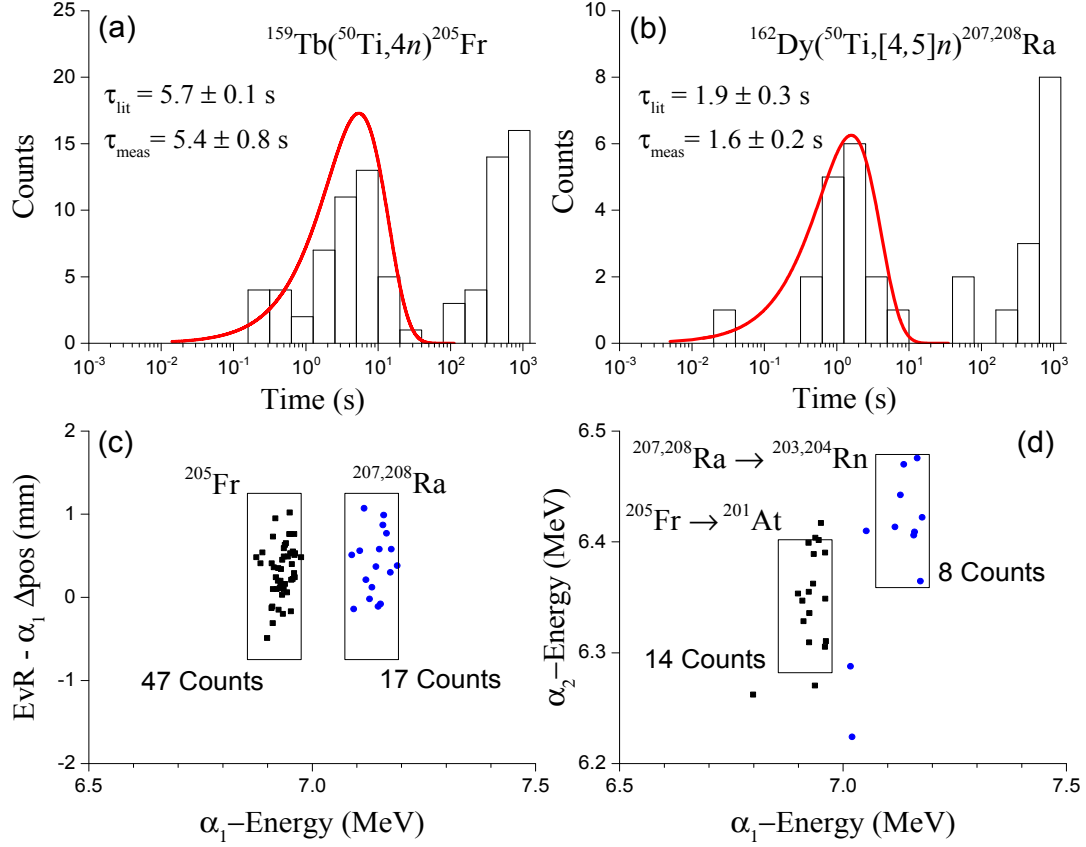 (a)
¹⁵⁹Tb(⁵⁰Ti,4n)²⁰⁵Fr
τ_lit = 5.7 ± 0.1 s
τ_meas = 5.4 ± 0.8 s
Counts
25
20
15
10
5
0
10⁻³ 10⁻² 10⁻¹ 10⁰ 10¹ 10² 10³
Time (s)
(b)
¹⁶²Dy(⁵⁰Ti,[4,5]n)²⁰⁷,²⁰⁸Ra
τ_lit = 1.9 ± 0.3 s
τ_meas = 1.6 ± 0.2 s
Counts
10
8
6
4
2
0
10⁻³ 10⁻² 10⁻¹ 10⁰ 10¹ 10² 10³
Time (s)
(c)
²⁰⁵Fr
²⁰⁷,²⁰⁸Ra
47 Counts
17 Counts
EvR - α₁ Δpos (mm)
2
1
0
-1
-2
6.5 7.0 7.5
α₁–Energy (MeV)
(d)
²⁰⁷,²⁰⁸Ra → ²⁰³,²⁰⁴Rn
²⁰⁵Fr → ²⁰¹At
8 Counts
14 Counts
α₂–Energy (MeV)
6.5
6.4
6.3
6.2
6.5 7.0 7.5
α₁–Energy (MeV)